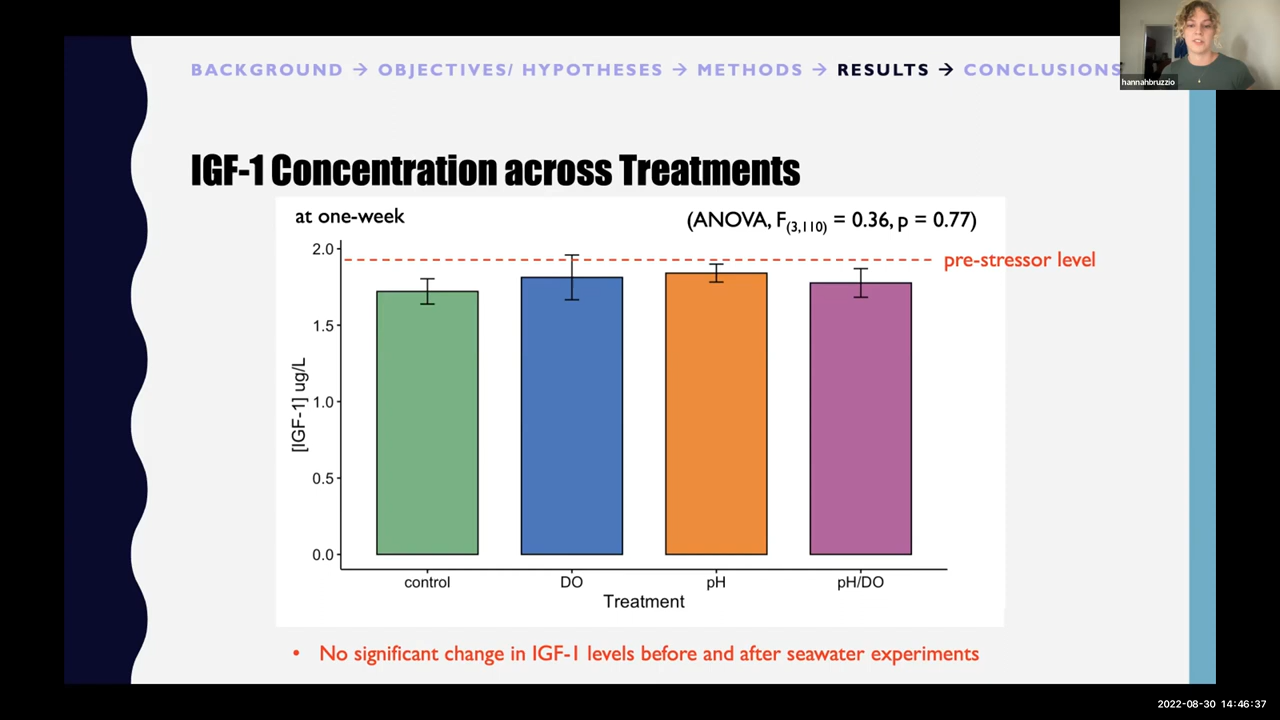 BACKGROUND → OBJECTIVES/ HYPOTHESES → METHODS → RESULTS → CONCLUSIONS
hannahbruzzio
IGF-1 Concentration across Treatments
at one-week
(ANOVA, F(3,110) = 0.36, p = 0.77)
pre-stressor level
2.0
1.5
1.0
0.5
0.0
[IGF-1] ug/L
control DO pH pH/DO
Treatment
• No significant change in IGF-1 levels before and after seawater experiments
2022-08-30 14:46:37